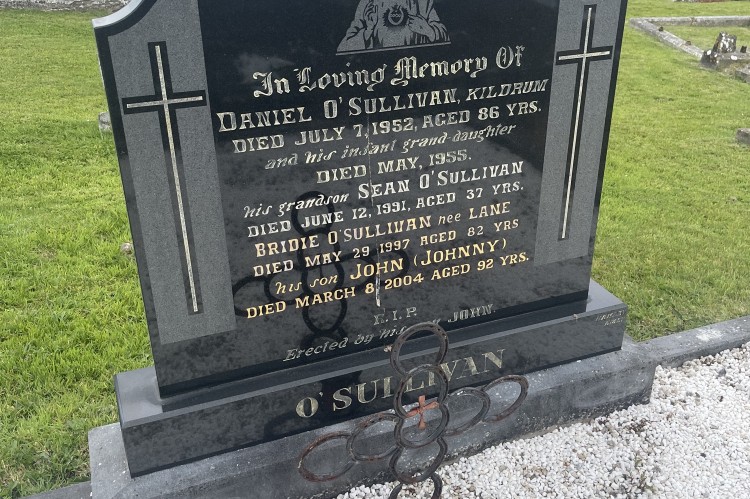 In Loving Memory Of
DANIEL O'SULLIVAN, KILDRUM
DIED JULY 7, 1952, AGED 86 YRS.
and his infant grand-daughter
DIED MAY, 1955.
his grandson SEAN O'SULLIVAN
DIED JUNE 12, 1991, AGED 37 YRS.
BRIDIE O'SULLIVAN nee LANE
DIED MAY 29 1997 AGED 82 YRS
his son JOHN (JOHNNY)
DIED MARCH 8, 2004 AGED 92 YRS.
R.I.P.
Erected by his son JOHN.
O'SULLIVAN